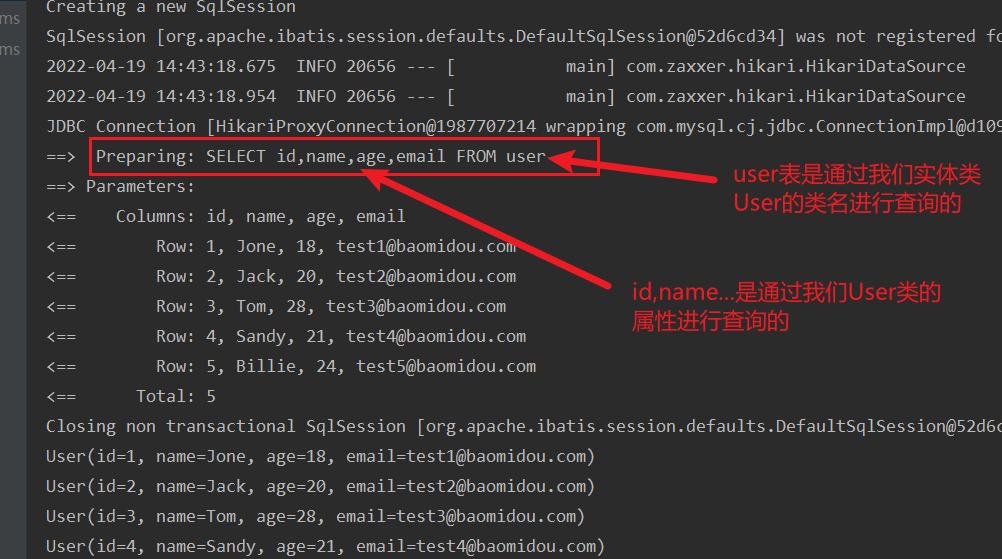 ms
ms
Creating a new SqlSession
SqlSession [org.apache.ibatis.session.defaults.DefaultSqlSession@52d6cd34] was not registered fo
2022-04-19 14:43:18.675  INFO 20656 --- [           main] com.zaxxer.hikari.HikariDataSource
2022-04-19 14:43:18.954  INFO 20656 --- [           main] com.zaxxer.hikari.HikariDataSource
JDBC Connection [HikariProxyConnection@1987707214 wrapping com.mysql.cj.jdbc.ConnectionImpl@d109
==>  Preparing: SELECT id,name,age,email FROM user
==> Parameters:
user表是通过我们实体类
User的类名进行查询的
<==    Columns: id, name, age, email
<==        Row: 1, Jone, 18, test1@baomidou.com
<==        Row: 2, Jack, 20, test2@baomidou.com
id,name...是通过我们User类的
属性进行查询的
<==        Row: 3, Tom, 28, test3@baomidou.com
<==        Row: 4, Sandy, 21, test4@baomidou.com
<==        Row: 5, Billie, 24, test5@baomidou.com
<==      Total: 5
Closing non transactional SqlSession [org.apache.ibatis.session.defaults.DefaultSqlSession@52d6c
User(id=1, name=Jone, age=18, email=test1@baomidou.com)
User(id=2, name=Jack, age=20, email=test2@baomidou.com)
User(id=3, name=Tom, age=28, email=test3@baomidou.com)
User(id=4, name=Sandy, age=21, email=test4@baomidou.com)